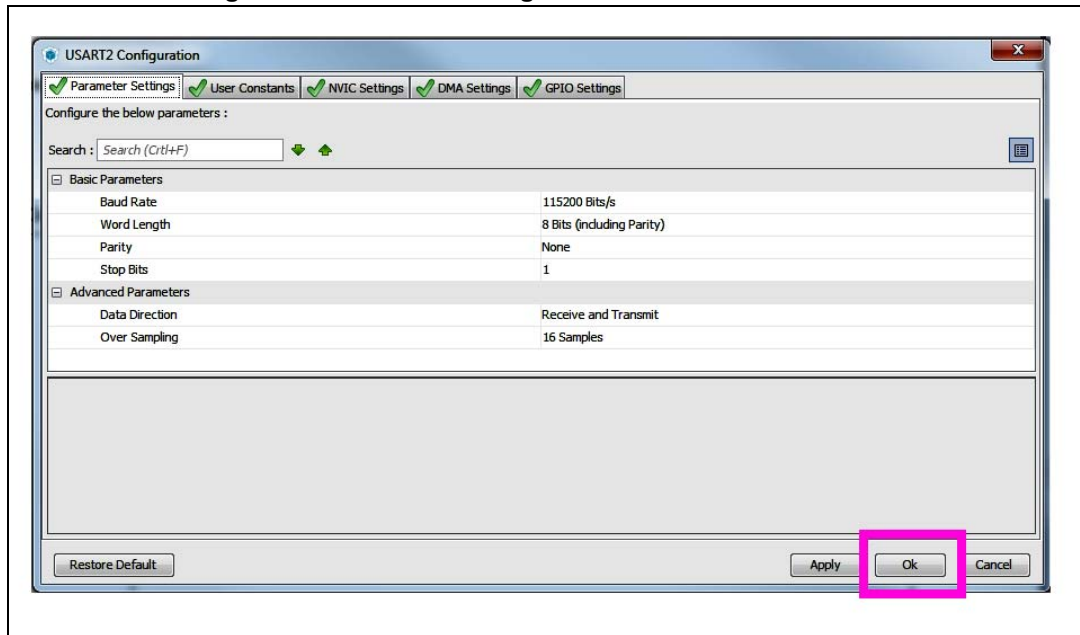 USART2 Configuration
Parameter Settings User Constants NVIC Settings DMA Settings GPIO Settings
Configure the below parameters :
Search : Search (Crtl+F)
Basic Parameters
Baud Rate 115200 Bits/s
Word Length 8 Bits (including Parity)
Parity None
Stop Bits 1
Advanced Parameters
Data Direction Receive and Transmit
Over Sampling 16 Samples
Restore Default Apply Ok Cancel